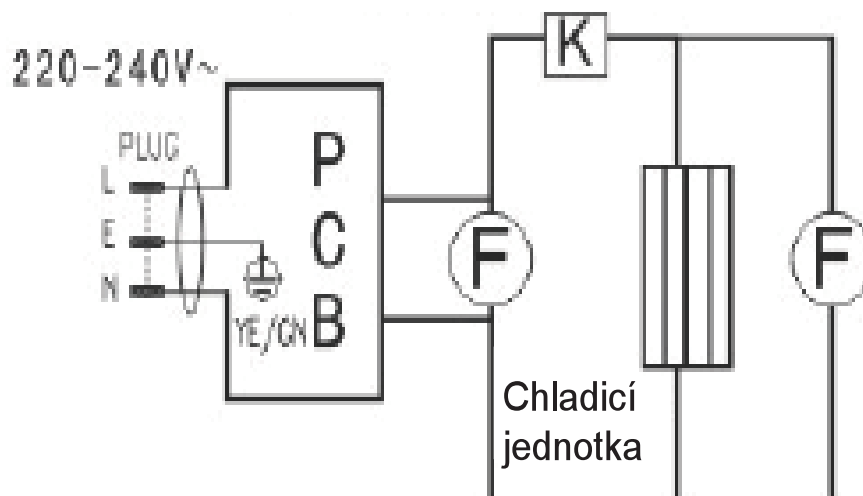 220-240V~
K
PLUG
L
E
N
YE/GN
P
C
B
F
F
Chladicí
jednotka